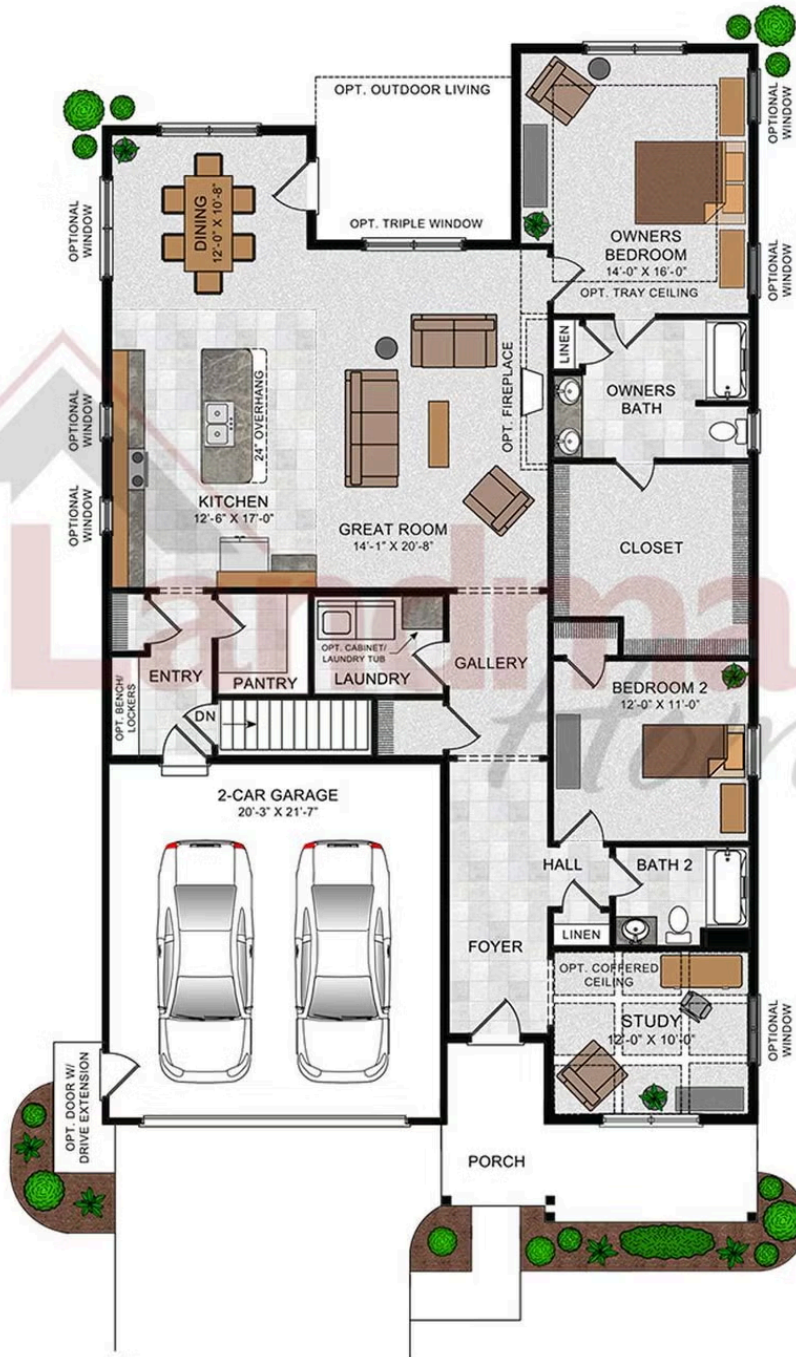 OPT. OUTDOOR LIVING
OPTIONAL
WINDOW
DINING
12'-0" X 10'-8"
OPTIONAL
WINDOW
OPT. TRIPLE WINDOW
OWNERS
BEDROOM
14'-0" X 16'-0"
OPT. TRAY CEILING
OPTIONAL
WINDOW
LINEN
OWNERS
BATH
OPT. FIREPLACE
24" OVERHANG
OPTIONAL
WINDOW
KITCHEN
12'-6" X 17'-0"
OPTIONAL
WINDOW
GREAT ROOM
14'-1" X 20'-8"
CLOSET
Landma
Hom
ENTRY
PANTRY
OPT. CABINET/
LAUNDRY TUB
LAUNDRY
GALLERY
OPT. BENCH/
LOCKERS
DN
BEDROOM 2
12'-0" X 11'-0"
2-CAR GARAGE
20'-3" X 21'-7"
HALL
BATH 2
LINEN
FOYER
OPT. COFFERED
CEILING
STUDY
12'-0" X 10'-0"
OPTIONAL
WINDOW
OPT. DOOR W/
DRIVE EXTENSION
PORCH